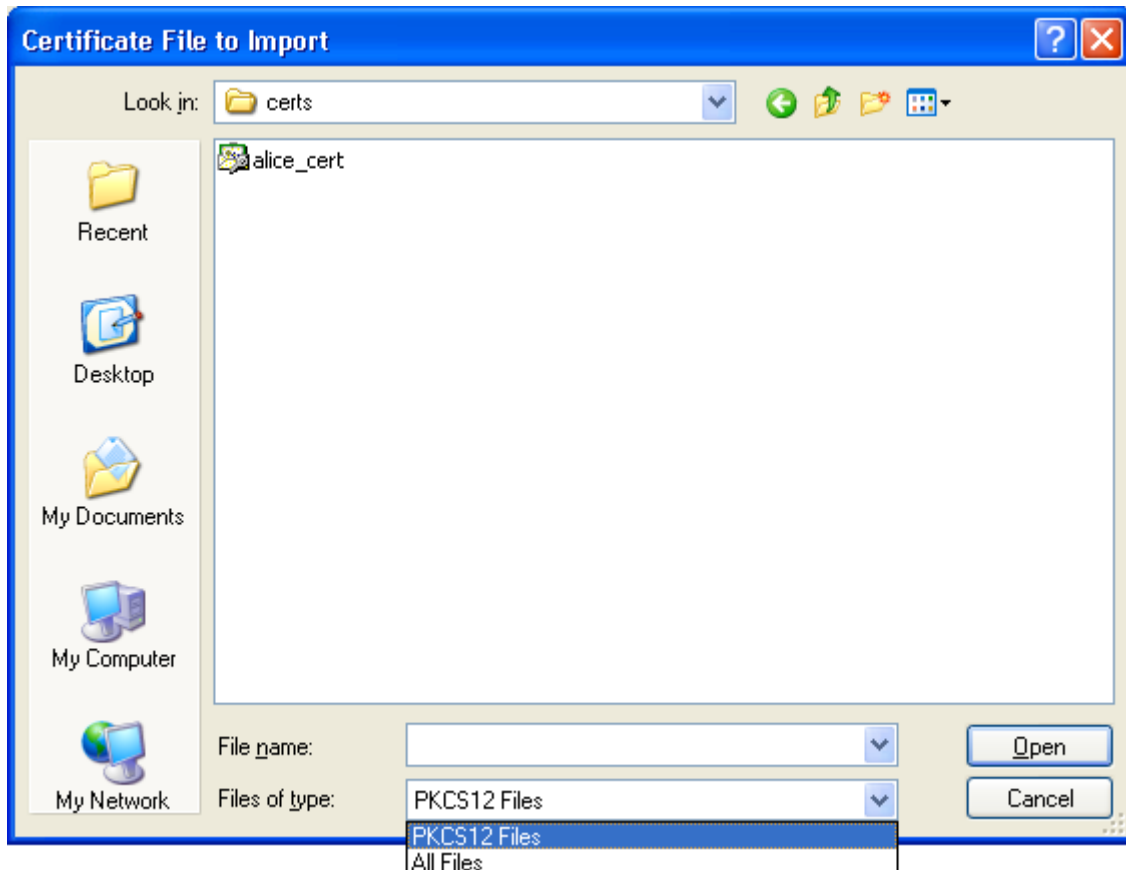 Certificate File to Import
Look in: certs
alice_cert
Recent
Desktop
My Documents
My Computer
My Network
File name:
Open
Files of type: PKCS12 Files
Cancel
PKCS12 Files
All Files